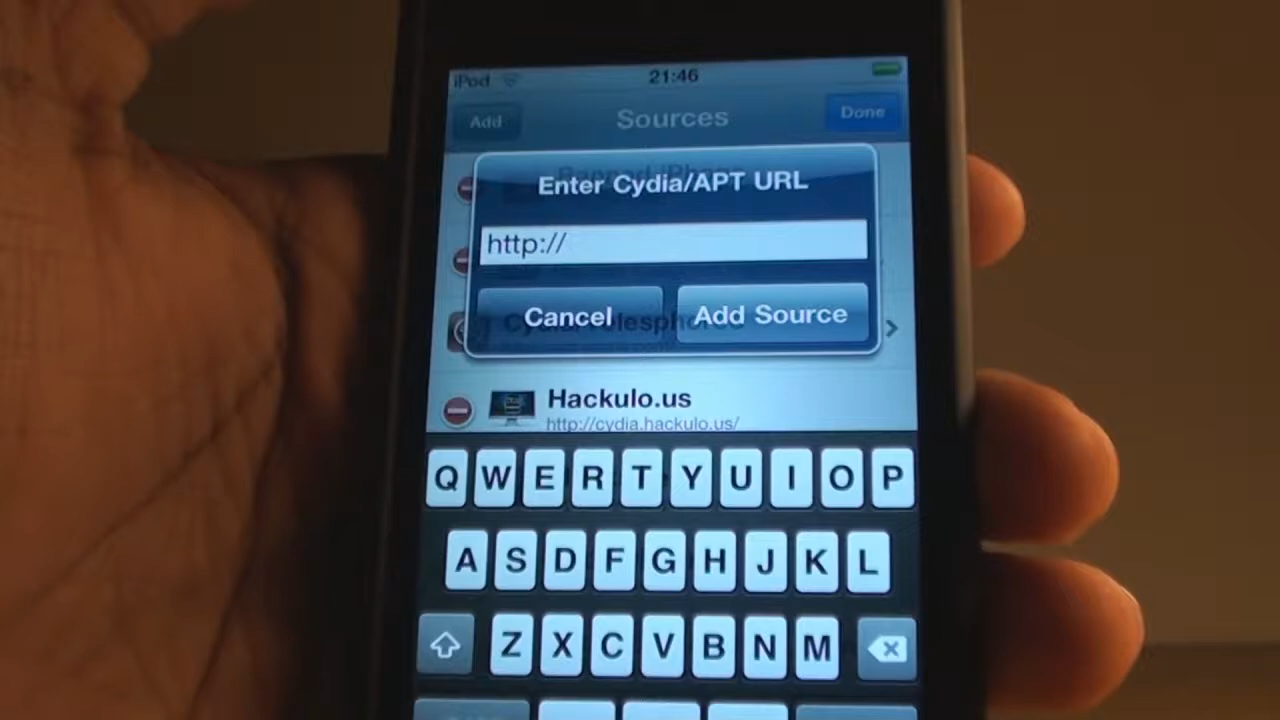 iPod
21:46
Add
Sources
Done
Enter Cydia/APT URL
http://
Cancel
Add Source
Hackulo.us
http://cydia.hackulo.us/
Q W E R T Y U I O P
A S D F G H J K L
Z X C V B N M